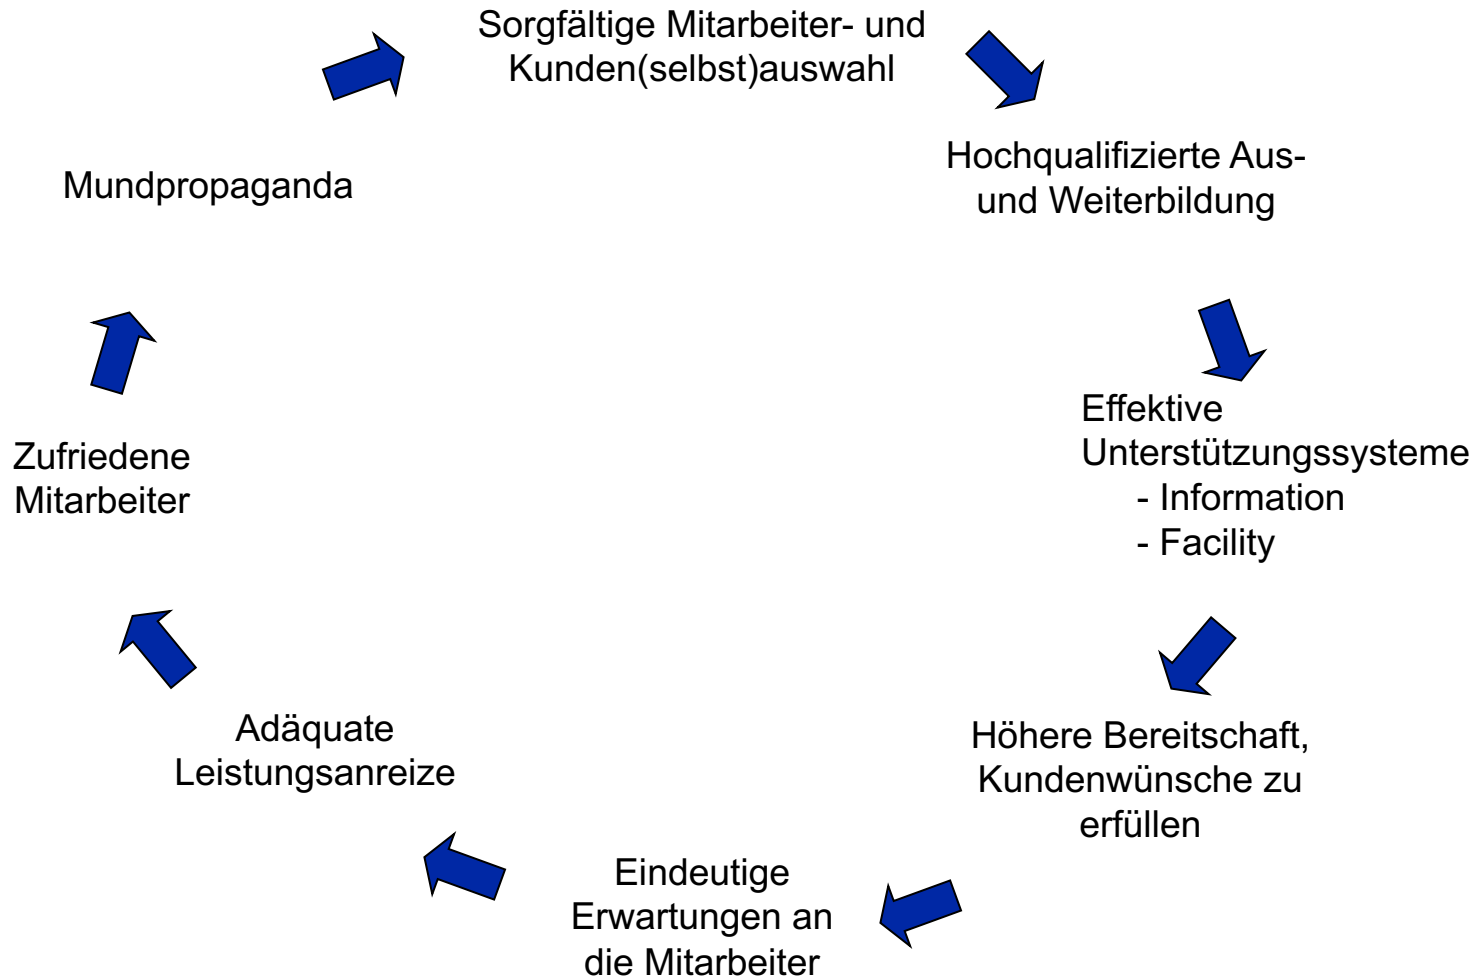 Sorgfältige Mitarbeiter- und
Kunden(selbst)auswahl
Hochqualifizierte Aus-
und Weiterbildung
Effektive
Unterstützungssysteme
- Information
- Facility
Höhere Bereitschaft,
Kundenwünsche zu
erfüllen
Eindeutige
Erwartungen an
die Mitarbeiter
Adäquate
Leistungsanreize
Zufriedene
Mitarbeiter
Mundpropaganda